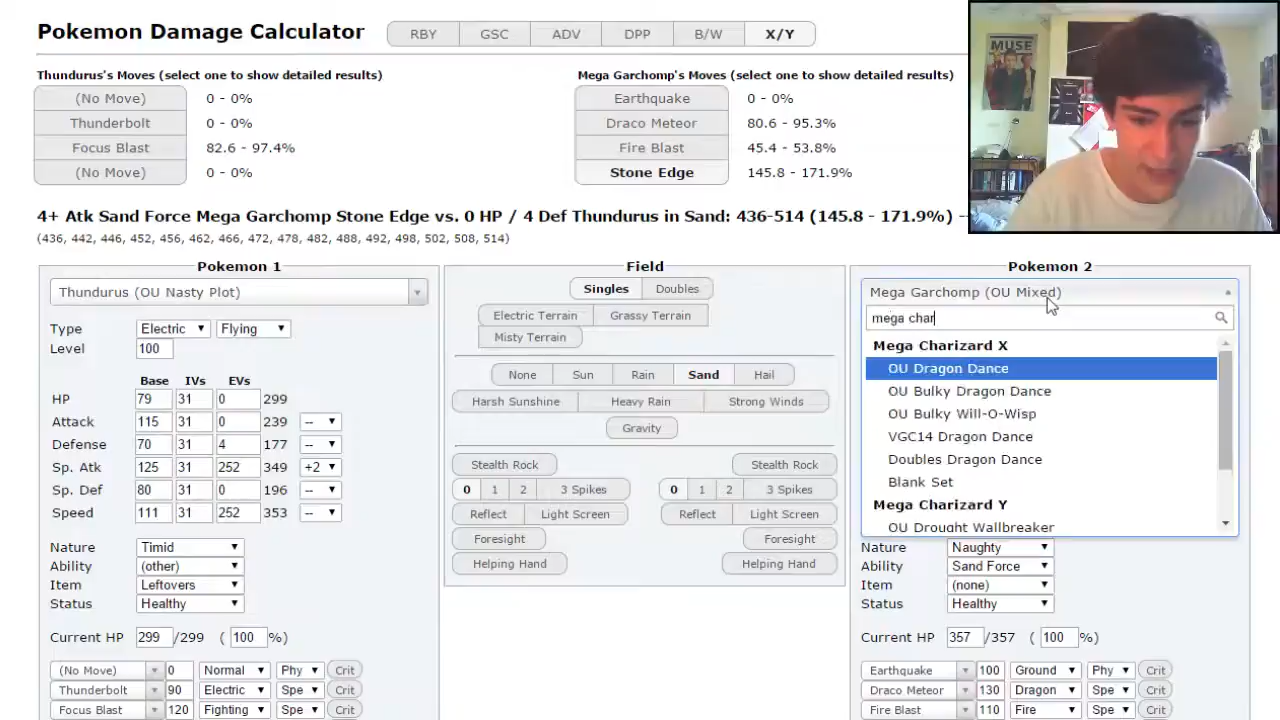 Pokemon Damage Calculator
RBY GSC ADV DPP B/W X/Y
MUSE
Thundurus's Moves (select one to show detailed results)
(No Move) 0 - 0%
Thunderbolt 0 - 0%
Focus Blast 82.6 - 97.4%
(No Move) 0 - 0%
Mega Garchomp's Moves (select one to show detailed results)
Earthquake 0 - 0%
Draco Meteor 80.6 - 95.3%
Fire Blast 45.4 - 53.8%
Stone Edge 145.8 - 171.9%
4+ Atk Sand Force Mega Garchomp Stone Edge vs. 0 HP / 4 Def Thundurus in Sand: 436-514 (145.8 - 171.9%) --
(436, 442, 446, 452, 456, 462, 466, 472, 478, 482, 488, 492, 498, 502, 508, 514)
Pokemon 1
Thundurus (OU Nasty Plot)
Type Electric Flying
Level 100
Base IVs EVs
HP 79 31 0 299
Attack 115 31 0 239 --
Defense 70 31 4 177 --
Sp. Atk 125 31 252 349 +2
Sp. Def 80 31 0 196 --
Speed 111 31 252 353 --
Nature Timid
Ability (other)
Item Leftovers
Status Healthy
Current HP 299 /299 ( 100 %)
(No Move) 0 Normal Phy Crit
Thunderbolt 90 Electric Spe Crit
Focus Blast 120 Fighting Spe Crit
Field
Singles Doubles
Electric Terrain Grassy Terrain
Misty Terrain
None Sun Rain Sand Hail
Harsh Sunshine Heavy Rain Strong Winds
Gravity
Stealth Rock Stealth Rock
0 1 2 3 Spikes 0 1 2 3 Spikes
Reflect Light Screen Reflect Light Screen
Foresight Foresight
Helping Hand Helping Hand
Pokemon 2
Mega Garchomp (OU Mixed)
mega char
Mega Charizard X
OU Dragon Dance
OU Bulky Dragon Dance
OU Bulky Will-O-Wisp
VGC14 Dragon Dance
Doubles Dragon Dance
Blank Set
Mega Charizard Y
OU Drought Wallbreaker
Nature Naughty
Ability Sand Force
Item (none)
Status Healthy
Current HP 357 /357 ( 100 %)
Earthquake 100 Ground Phy Crit
Draco Meteor 130 Dragon Spe Crit
Fire Blast 110 Fire Spe Crit